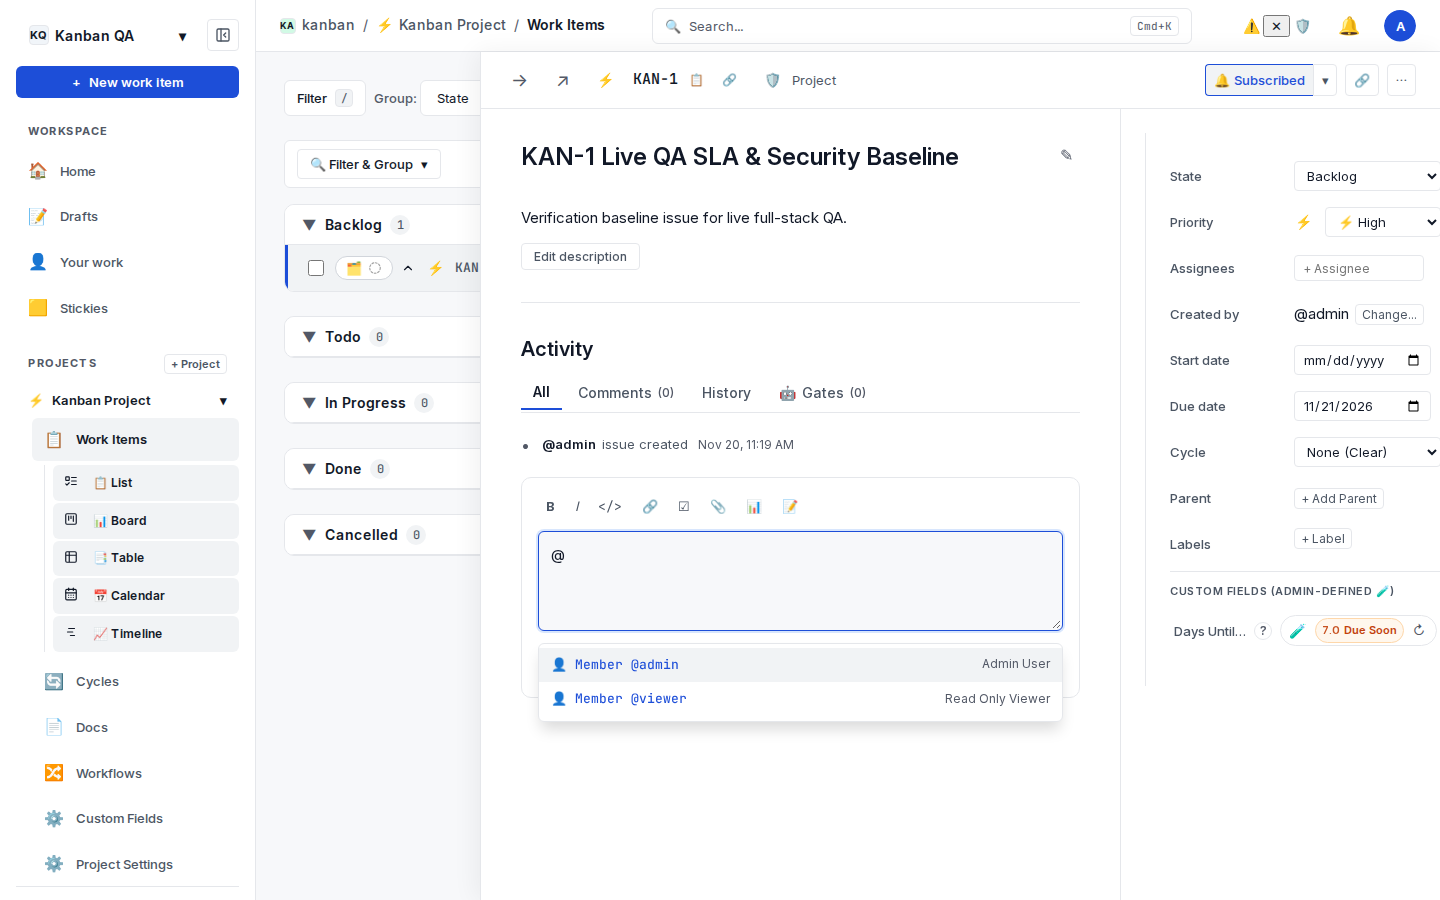 KQ Kanban QA ▾
+ New work item
WORKSPACE
🏠 Home
📝 Drafts
👤 Your work
🟨 Stickies
PROJECTS + Project
⚡ Kanban Project ▾
📋 Work Items
📋 List
📊 Board
📑 Table
📅 Calendar
📈 Timeline
🔄 Cycles
📄 Docs
🔀 Workflows
⚙️ Custom Fields
⚙️ Project Settings
KA kanban / ⚡ Kanban Project / Work Items
🔍 Search... Cmd+K
⚠️ ✕ 🛡️ 🔔 A
Filter / Group: State
🔍 Filter & Group ▾
▼ Backlog 1
🗂️ ⚡ KAN
▼ Todo 0
▼ In Progress 0
▼ Done 0
▼ Cancelled 0
→ ↗ ⚡ KAN-1 📋 🔗 🛡️ Project
🔔 Subscribed ▾ 🔗 ···
KAN-1 Live QA SLA & Security Baseline ✎
Verification baseline issue for live full-stack QA.
Edit description
Activity
All Comments (0) History 🤖 Gates (0)
• @admin issue created Nov 20, 11:19 AM
B I </> 🔗 ☑ 📎 📊 📝
@
👤 Member @admin Admin User
👤 Member @viewer Read Only Viewer
State Backlog
Priority ⚡ ⚡ High
Assignees + Assignee
Created by @admin Change...
Start date mm/dd/yyyy
Due date 11/21/2026
Cycle None (Clear)
Parent + Add Parent
Labels + Label
CUSTOM FIELDS (ADMIN-DEFINED 🧪)
Days Until... ? 🧪 7.0 Due Soon ↻